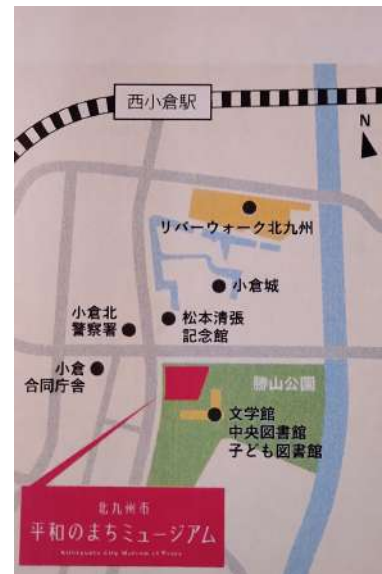 西小倉駅
N
リバーウォーク北九州
小倉城
小倉北
警察署
松本清張
記念館
小倉
合同庁舎
勝山公園
文学館
中央図書館
子ども図書館
北九州市
平和のまちミュージアム
Kitakyushu City Museum of Peace